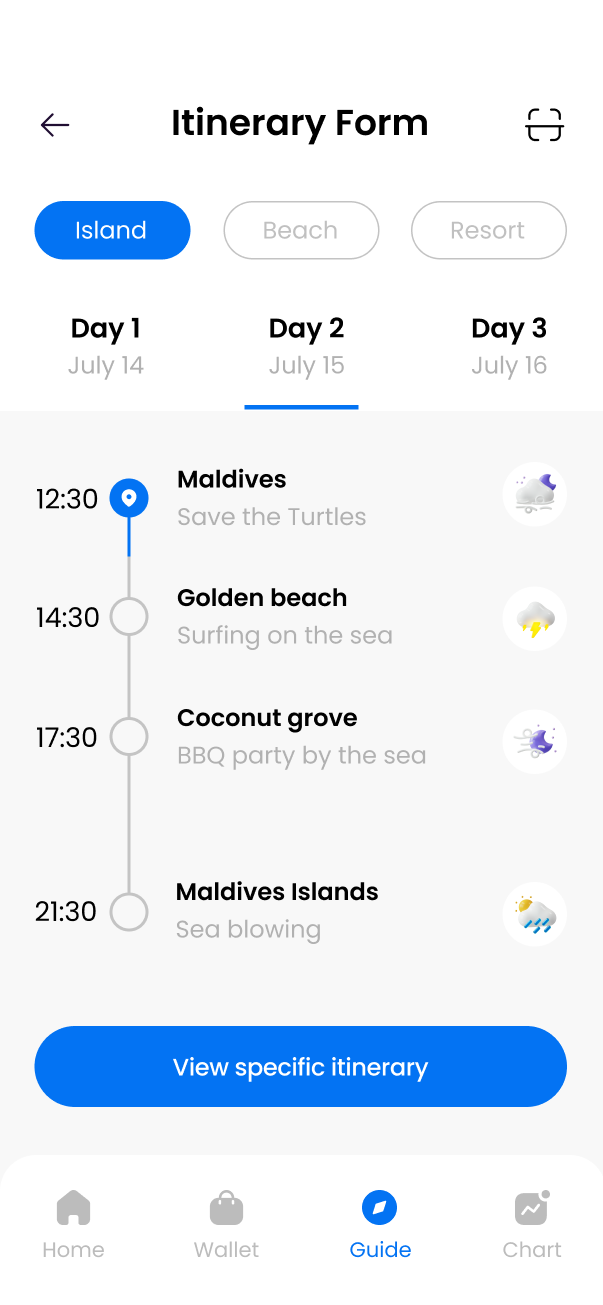 Itinerary Form
Island
Beach
Resort
Day 1
July 14
Day 2
July 15
Day 3
July 16
12:30
Maldives
Save the Turtles
14:30
Golden beach
Surfing on the sea
17:30
Coconut grove
BBQ party by the sea
21:30
Maldives Islands
Sea blowing
View specific itinerary
Home
Wallet
Guide
Chart